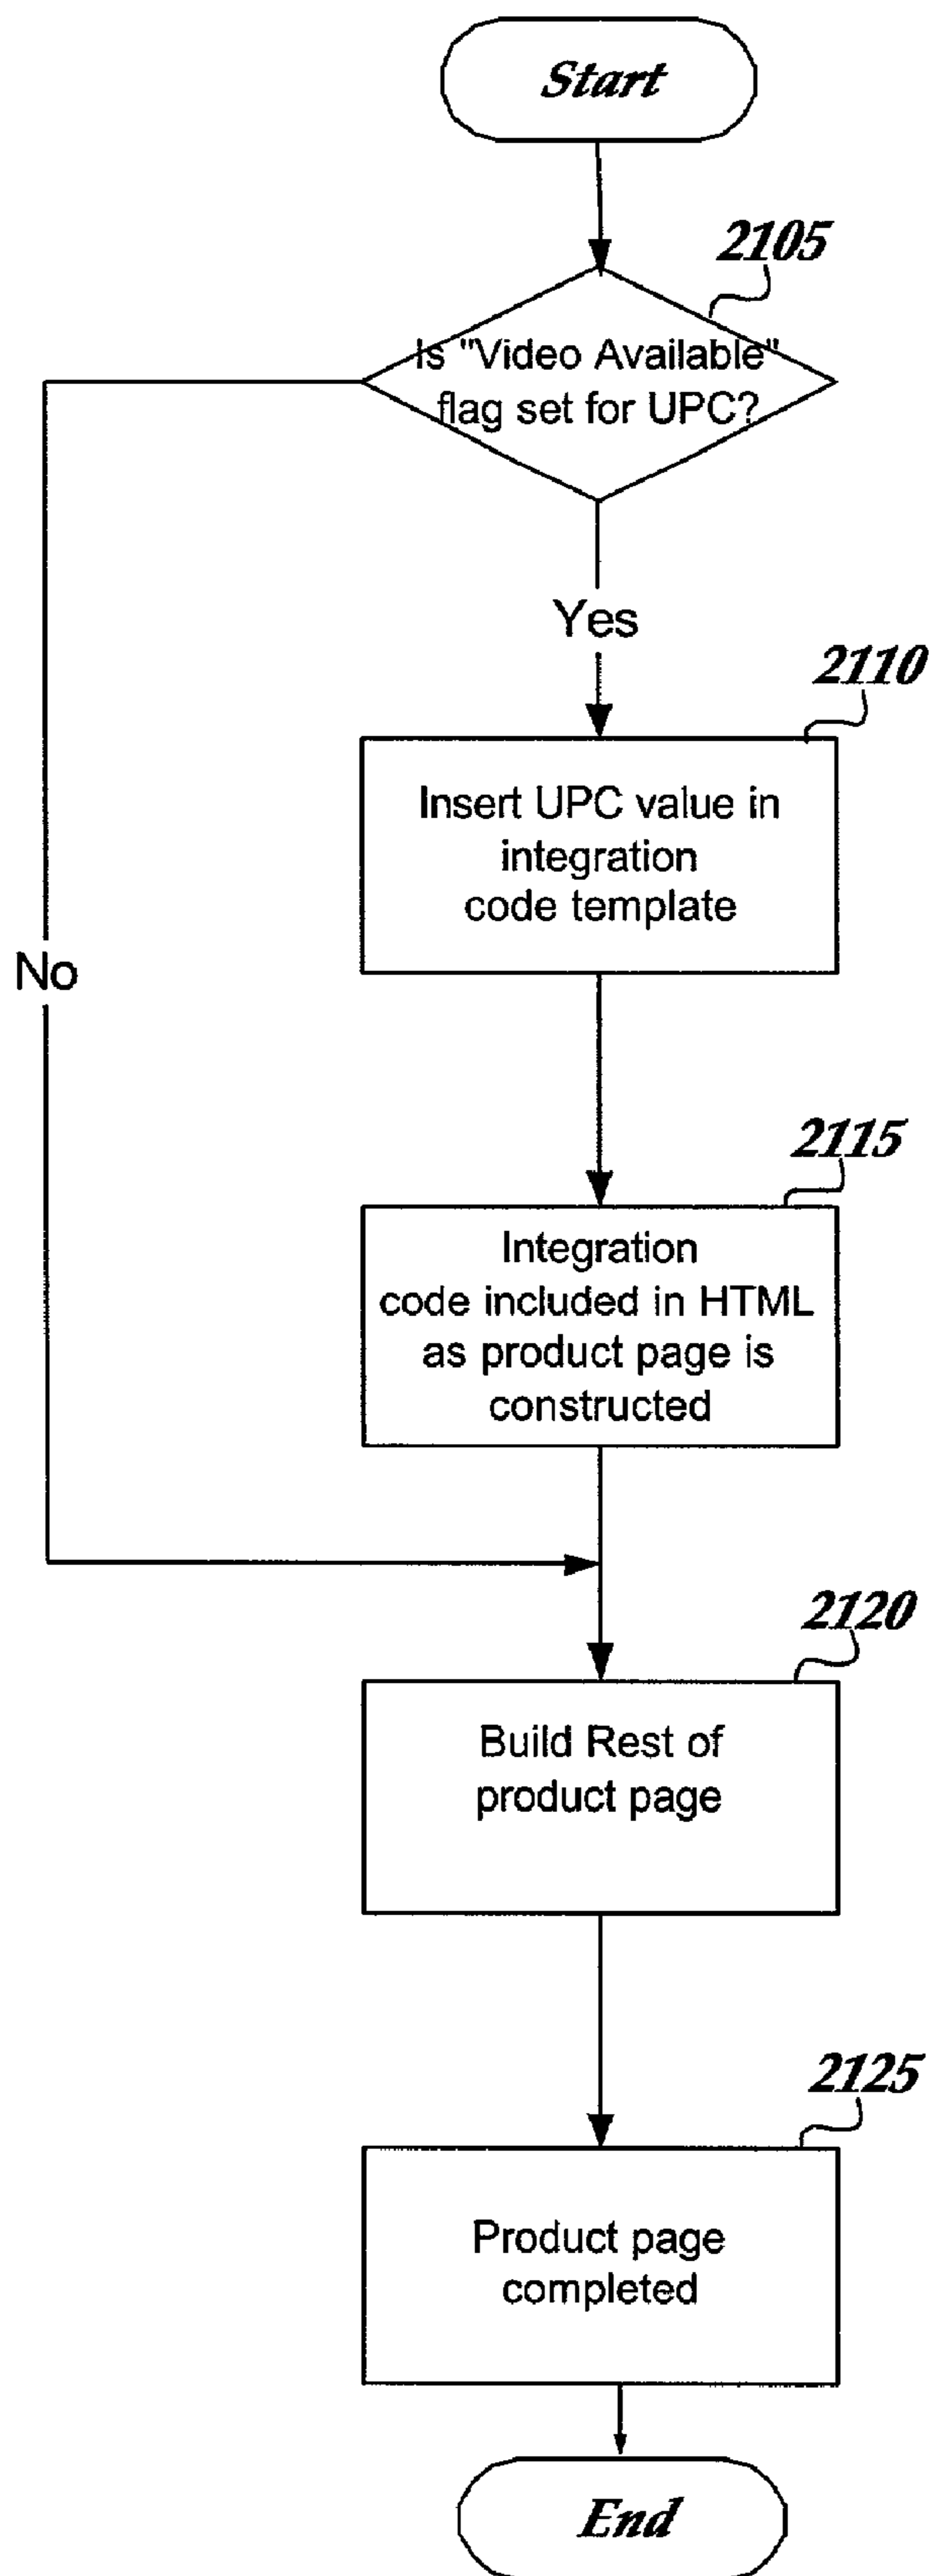 Start
2105
Is "Video Available"
flag set for UPC?
Yes
2110
Insert UPC value in
integration
code template
No
2115
Integration
code included in HTML
as product page is
constructed
2120
Build Rest of
product page
2125
Product page
completed
End